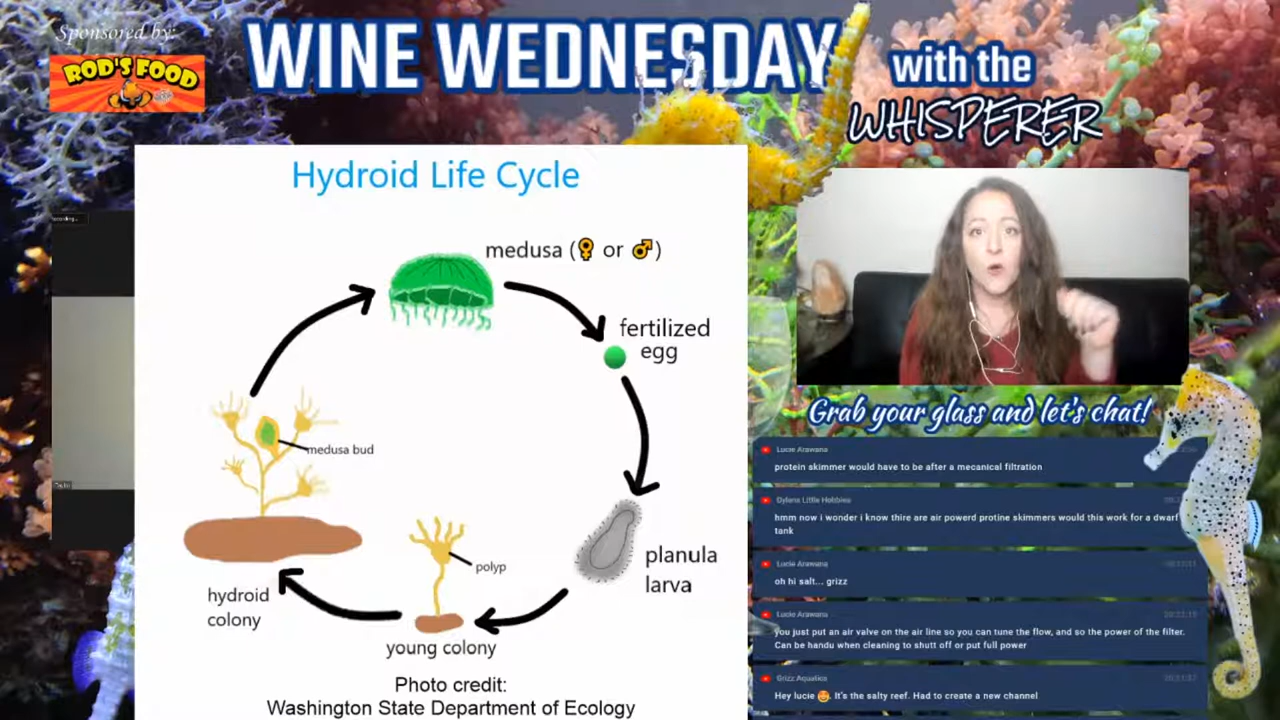 Sponsored by:
ROD'S FOOD
WINE WEDNESDAY
with the
WHISPERER
Hydroid Life Cycle
medusa (♀ or ♂)
fertilized
egg
medusa bud
planula
larva
polyp
hydroid
colony
young colony
Photo credit:
Washington State Department of Ecology
Grab your glass and let's chat!
Lucie Arawana
protein skimmer would have to be after a mecanical filtration
Dylans Little Hobbies
hmm now i wonder i know thire are air powerd protine skimmers would this work for a dwarf
tank
Lucie Arawana
oh hi salt... grizz
Lucie Arawana
you just put an air valve on the air line so you can tune the flow, and so the power of the filter.
Can be handu when cleaning to shutt off or put full power
Grizz Aquatics
Hey lucie 🤩. It's the salty reef. Had to create a new channel